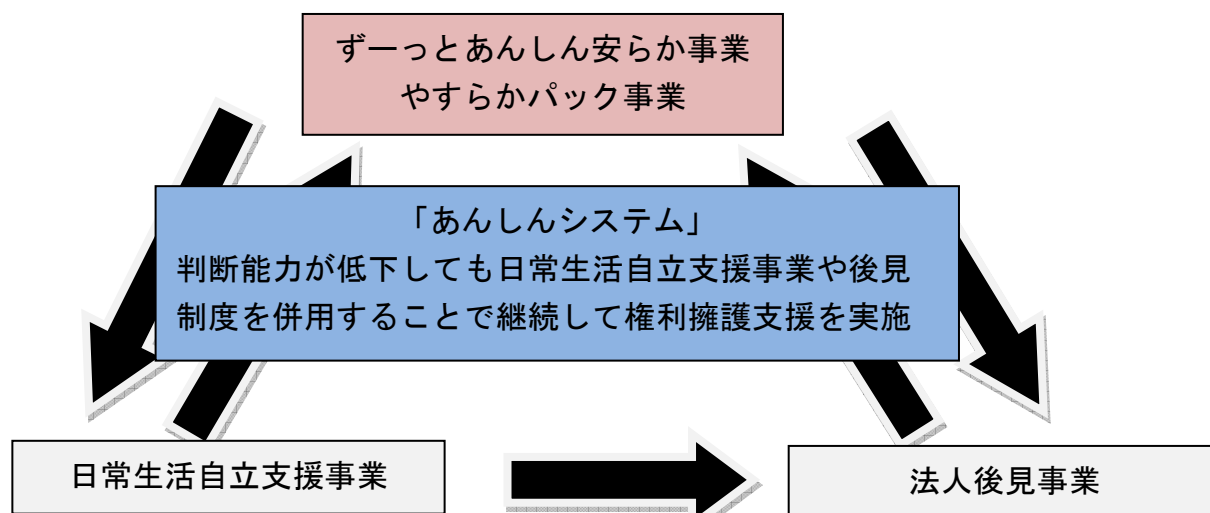 ずーっとあんしん安らか事業
やすらかパック事業
「あんしんシステム」
判断能力が低下しても日常生活自立支援事業や後見
制度を併用することで継続して権利擁護支援を実施
日常生活自立支援事業
法人後見事業